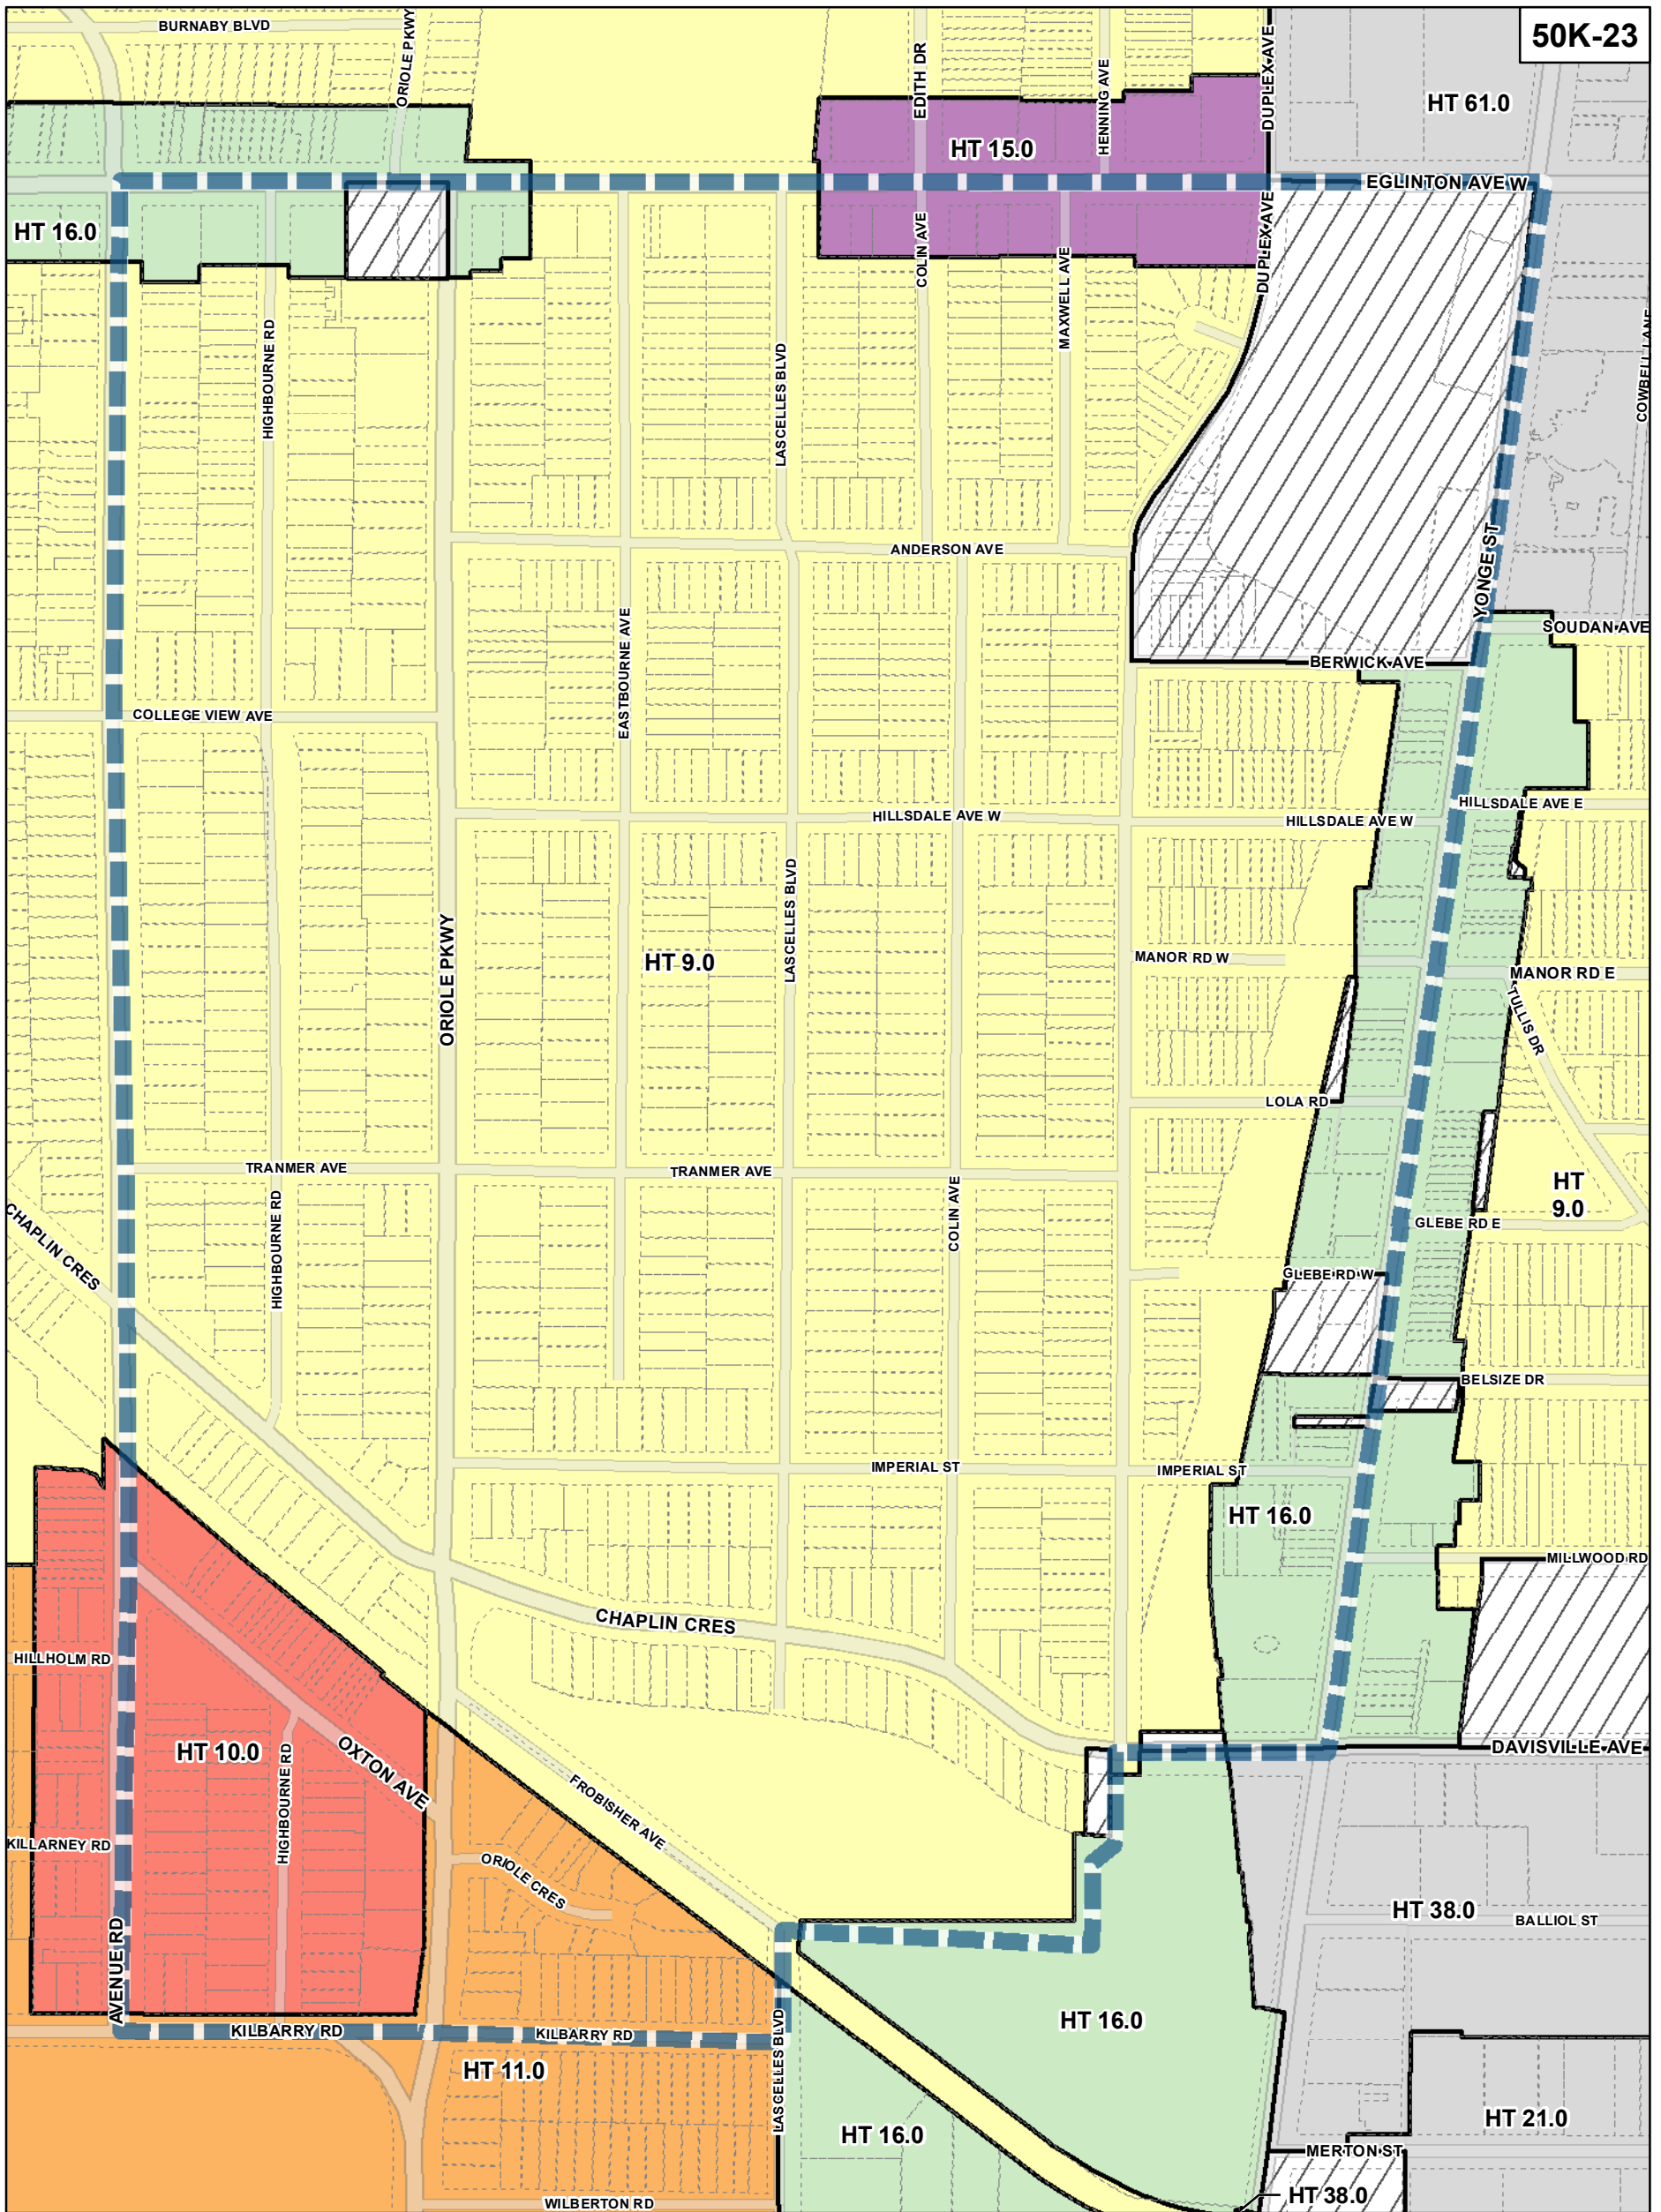 50K-23
BURNABY BLVD
ORIOLE PKWY
EDITH DR
HENNING AVE
DUPLEX AVE
HT 61.0
HT 15.0
EGLINTON AVE W
HT 16.0
COLIN AVE
MAXWELL AVE
DUPLEX AVE
HIGHBOURNE RD
LASCELLES BLVD
COWBELL LANE
ANDERSON AVE
YONGE ST
SOUDAN AVE
BERWICK AVE
EASTBOURNE AVE
COLLEGE VIEW AVE
HILLSDALE AVE E
HILLSDALE AVE W
HILLSDALE AVE W
ORIOLE PKWY
LASCELLES BLVD
HT 9.0
MANOR RD W
MANOR RD E
TULLIS DR
LOLA RD
TRANMER AVE
TRANMER AVE
HT
9.0
CHAPLIN CRES
HIGHBOURNE RD
COLIN AVE
GLEBE RD E
GLEBE RD W
BELSIZE DR
IMPERIAL ST
IMPERIAL ST
HT 16.0
MILLWOOD RD
CHAPLIN CRES
HILLHOLM RD
HT 10.0
OXTON AVE
HIGHBOURNE RD
DAVISVILLE AVE
FROBISHER AVE
KILLARNEY RD
ORIOLE CRES
HT 38.0
BALLIOL ST
AVENUE RD
HT 16.0
KILBARRY RD
KILBARRY RD
HT 11.0
LASCELLES BLVD
HT 16.0
HT 21.0
MERTON ST
HT 38.0
WILBERTON RD